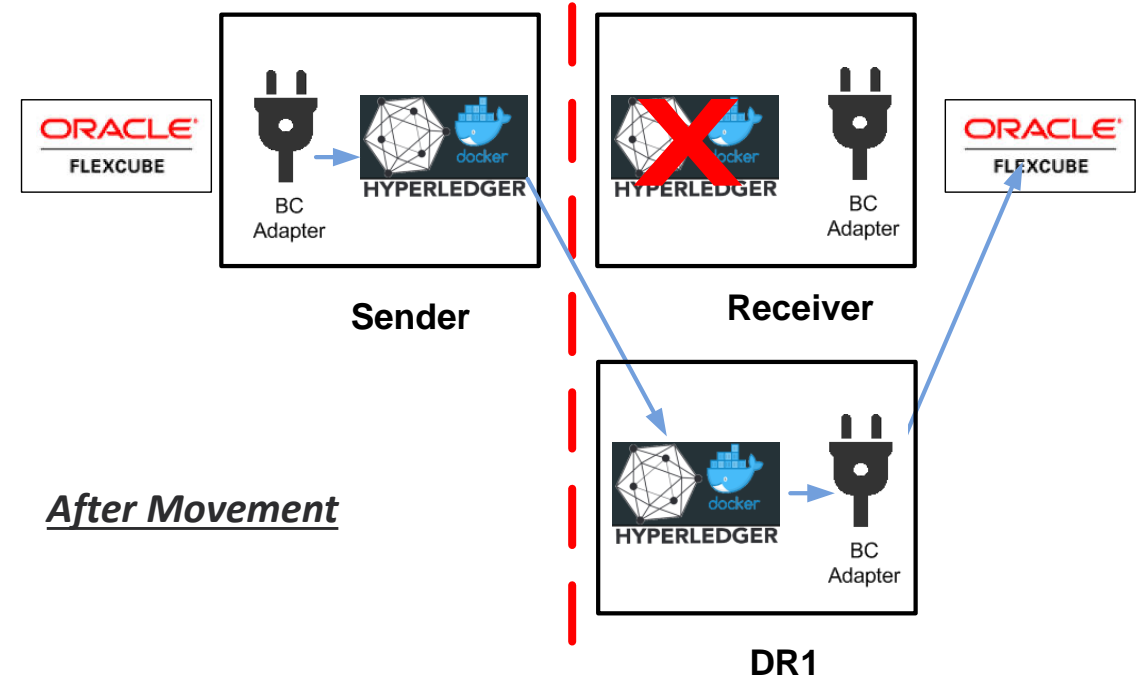 ORACLE
FLEXCUBE
BC
Adapter
docker
HYPERLEDGER
Sender
docker
HYPERLEDGER
BC
Adapter
Receiver
ORACLE
FLEXCUBE
After Movement
docker
HYPERLEDGER
BC
Adapter
DR1